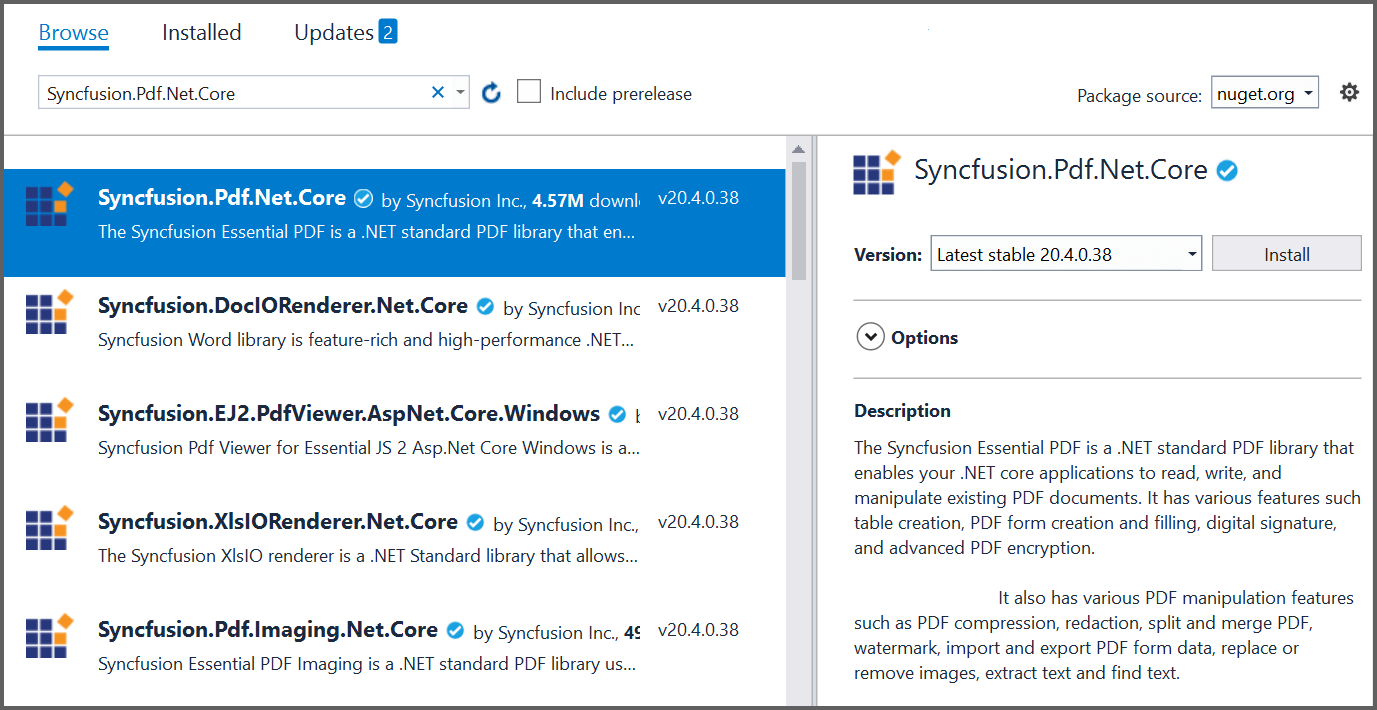 Browse Installed Updates 2
Syncfusion.Pdf.Net.Core Include prerelease Package source: nuget.org
Syncfusion.Pdf.Net.Core by Syncfusion Inc., 4.57M downl v20.4.0.38
The Syncfusion Essential PDF is a .NET standard PDF library that en...
Syncfusion.DocIORenderer.Net.Core by Syncfusion Inc v20.4.0.38
Syncfusion Word library is feature-rich and high-performance .NET...
Syncfusion.EJ2.PdfViewer.AspNet.Core.Windows v20.4.0.38
Syncfusion Pdf Viewer for Essential JS 2 Asp.Net Core Windows is a...
Syncfusion.XlsIORenderer.Net.Core by Syncfusion Inc., v20.4.0.38
The Syncfusion XlsIO renderer is a .NET Standard library that allows...
Syncfusion.Pdf.Imaging.Net.Core by Syncfusion Inc., 49 v20.4.0.38
Syncfusion Essential PDF Imaging is a .NET standard PDF library us...
Syncfusion.Pdf.Net.Core
Version: Latest stable 20.4.0.38 Install
Options
Description
The Syncfusion Essential PDF is a .NET standard PDF library that
enables your .NET core applications to read, write, and
manipulate existing PDF documents. It has various features such
table creation, PDF form creation and filling, digital signature,
and advanced PDF encryption.
It also has various PDF manipulation features
such as PDF compression, redaction, split and merge PDF,
watermark, import and export PDF form data, replace or
remove images, extract text and find text.